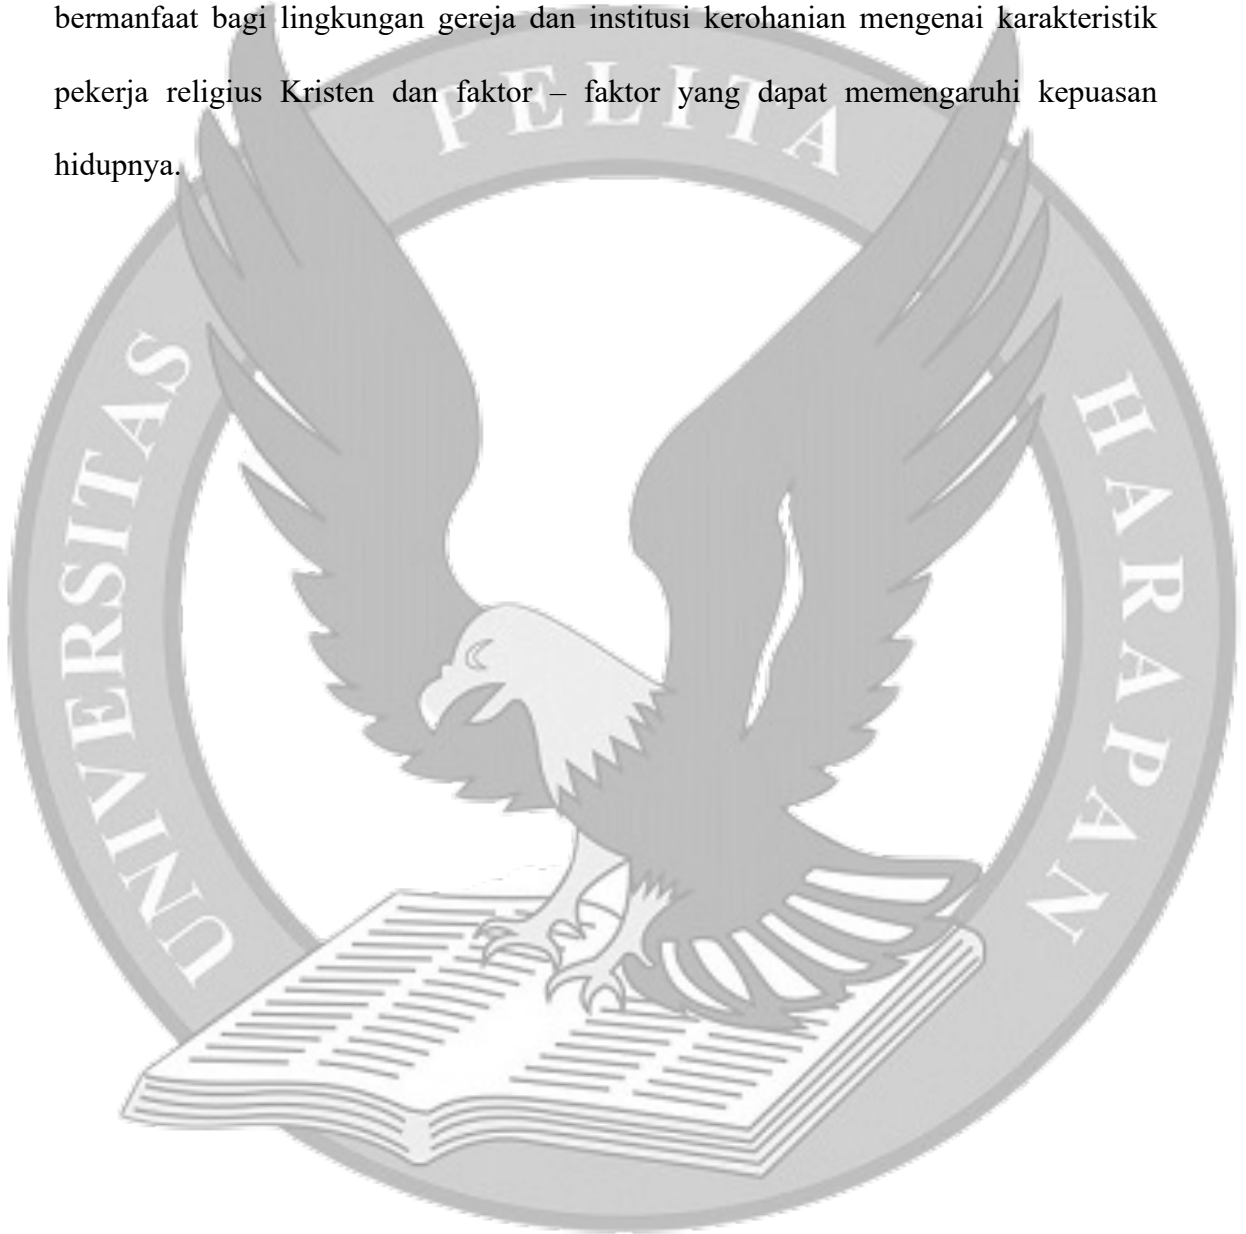 bermanfaat bagi lingkungan gereja dan institusi kerohanian mengenai karakteristik
pekerja religius Kristen dan faktor – faktor yang dapat memengaruhi kepuasan
hidupnya.
UNIVERSITAS
PELITA
HARAPAN